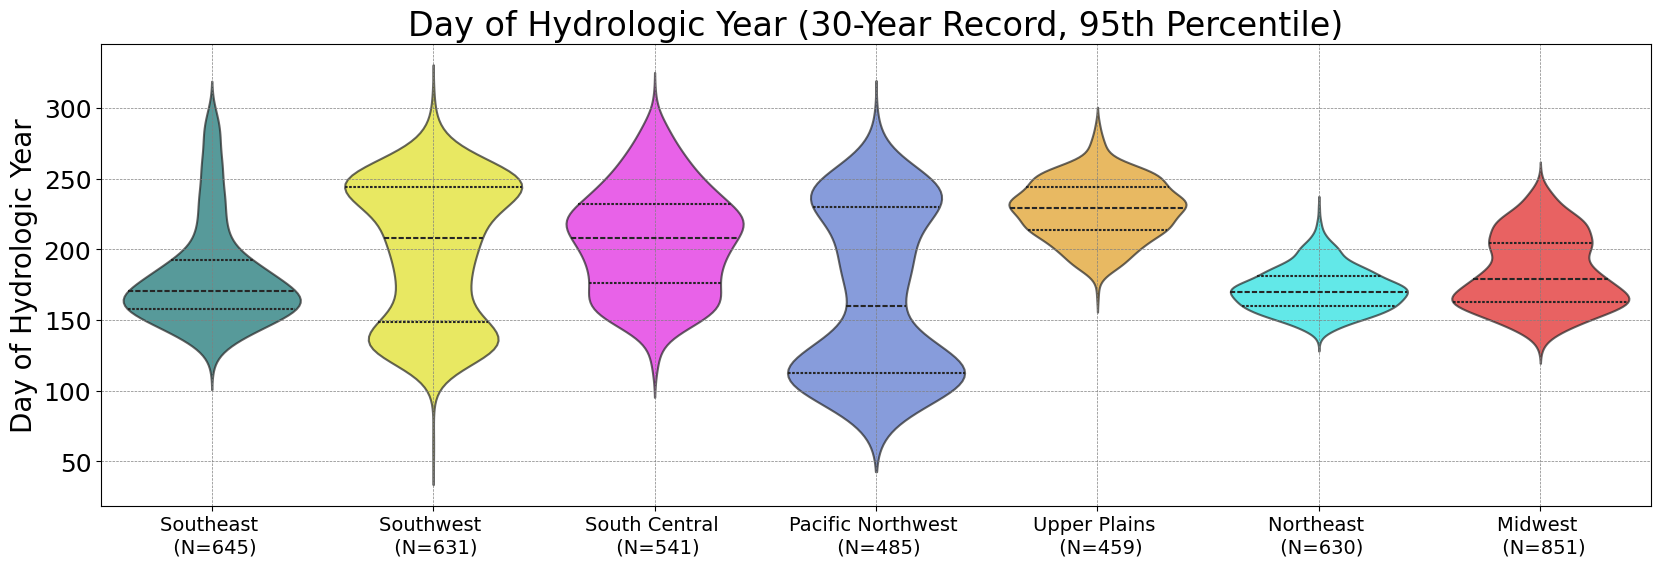 Day of Hydrologic Year (30-Year Record, 95th Percentile)
Day of Hydrologic Year
300
250
200
150
100
50
Southeast
(N=645)
Southwest
(N=631)
South Central
(N=541)
Pacific Northwest
(N=485)
Upper Plains
(N=459)
Northeast
(N=630)
Midwest
(N=851)